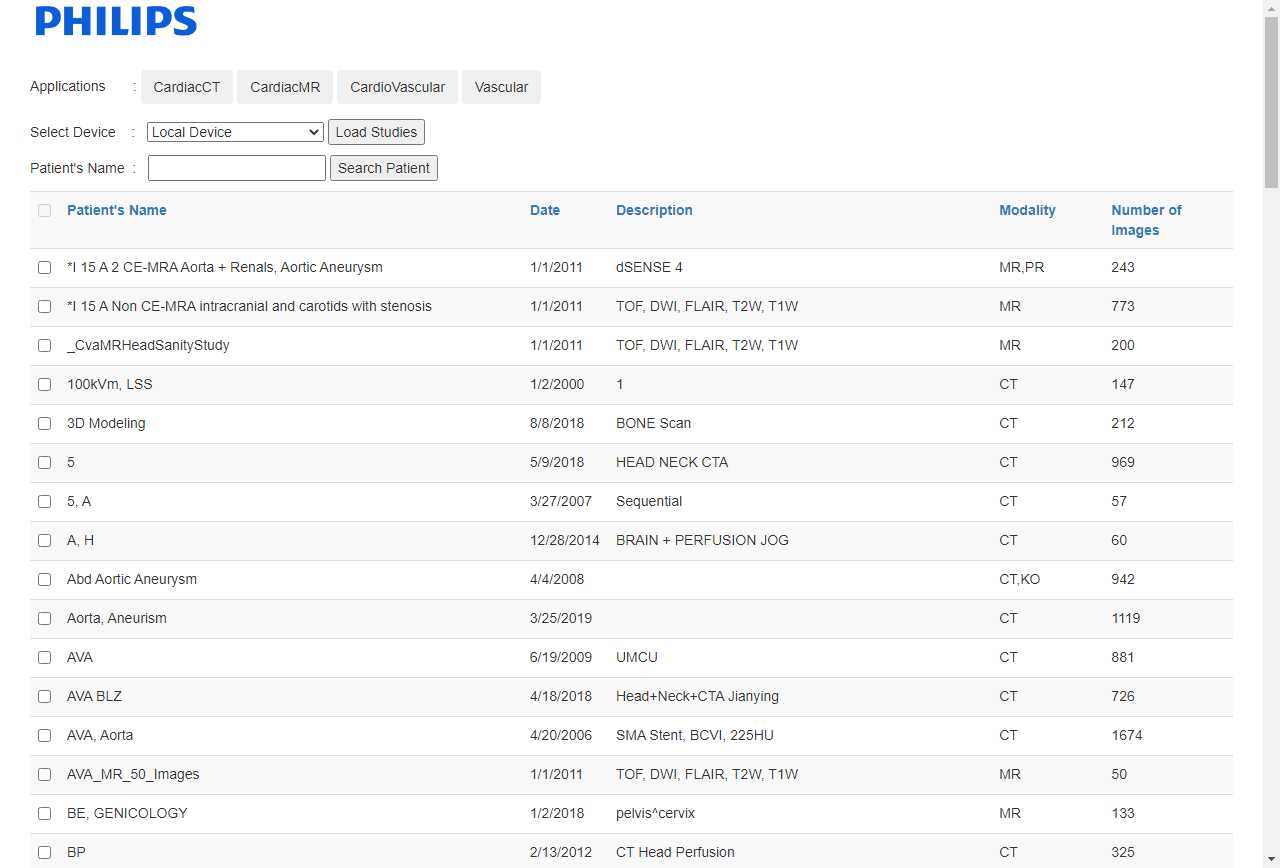 PHILIPS
Applications : CardiacCT CardiacMR CardioVascular Vascular
Select Device : Local Device Load Studies
Patient's Name : Search Patient
Patient's Name Date Description Modality Number of Images
*I 15 A 2 CE-MRA Aorta + Renals, Aortic Aneurysm 1/1/2011 dSENSE 4 MR,PR 243
*I 15 A Non CE-MRA intracranial and carotids with stenosis 1/1/2011 TOF, DWI, FLAIR, T2W, T1W MR 773
_CvaMRHeadSanityStudy 1/1/2011 TOF, DWI, FLAIR, T2W, T1W MR 200
100kVm, LSS 1/2/2000 1 CT 147
3D Modeling 8/8/2018 BONE Scan CT 212
5 5/9/2018 HEAD NECK CTA CT 969
5, A 3/27/2007 Sequential CT 57
A, H 12/28/2014 BRAIN + PERFUSION JOG CT 60
Abd Aortic Aneurysm 4/4/2008 CT,KO 942
Aorta, Aneurism 3/25/2019 CT 1119
AVA 6/19/2009 UMCU CT 881
AVA BLZ 4/18/2018 Head+Neck+CTA Jianying CT 726
AVA, Aorta 4/20/2006 SMA Stent, BCVI, 225HU CT 1674
AVA_MR_50_Images 1/1/2011 TOF, DWI, FLAIR, T2W, T1W MR 50
BE, GENICOLOGY 1/2/2018 pelvis^cervix MR 133
BP 2/13/2012 CT Head Perfusion CT 325